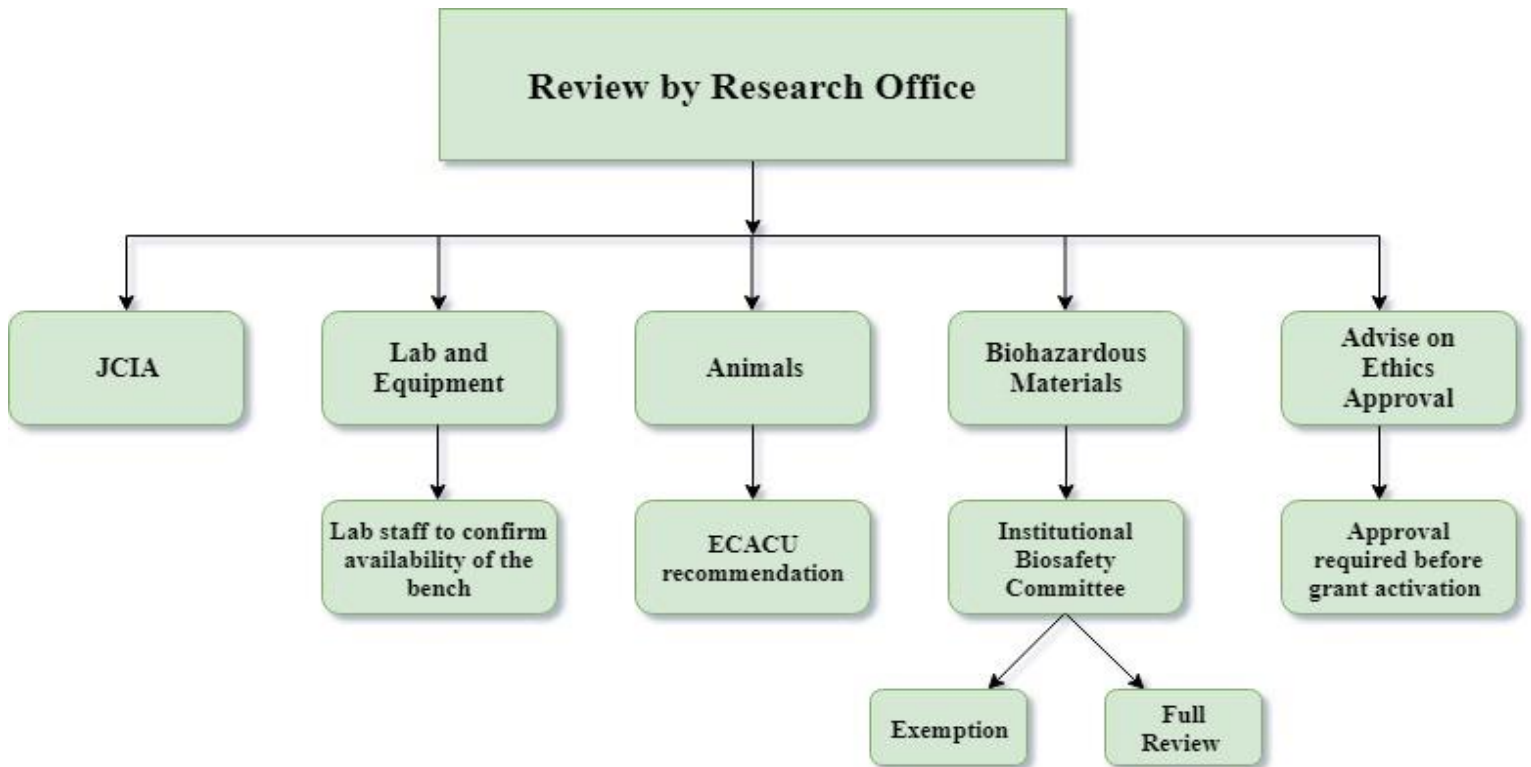 Review by Research Office
JCIA
Lab and
Equipment
Animals
Biohazardous
Materials
Advise on
Ethics
Approval
Lab staff to confirm
availability of the
bench
ECACU
recommendation
Institutional
Biosafety
Committee
Approval
required before
grant activation
Exemption
Full
Review